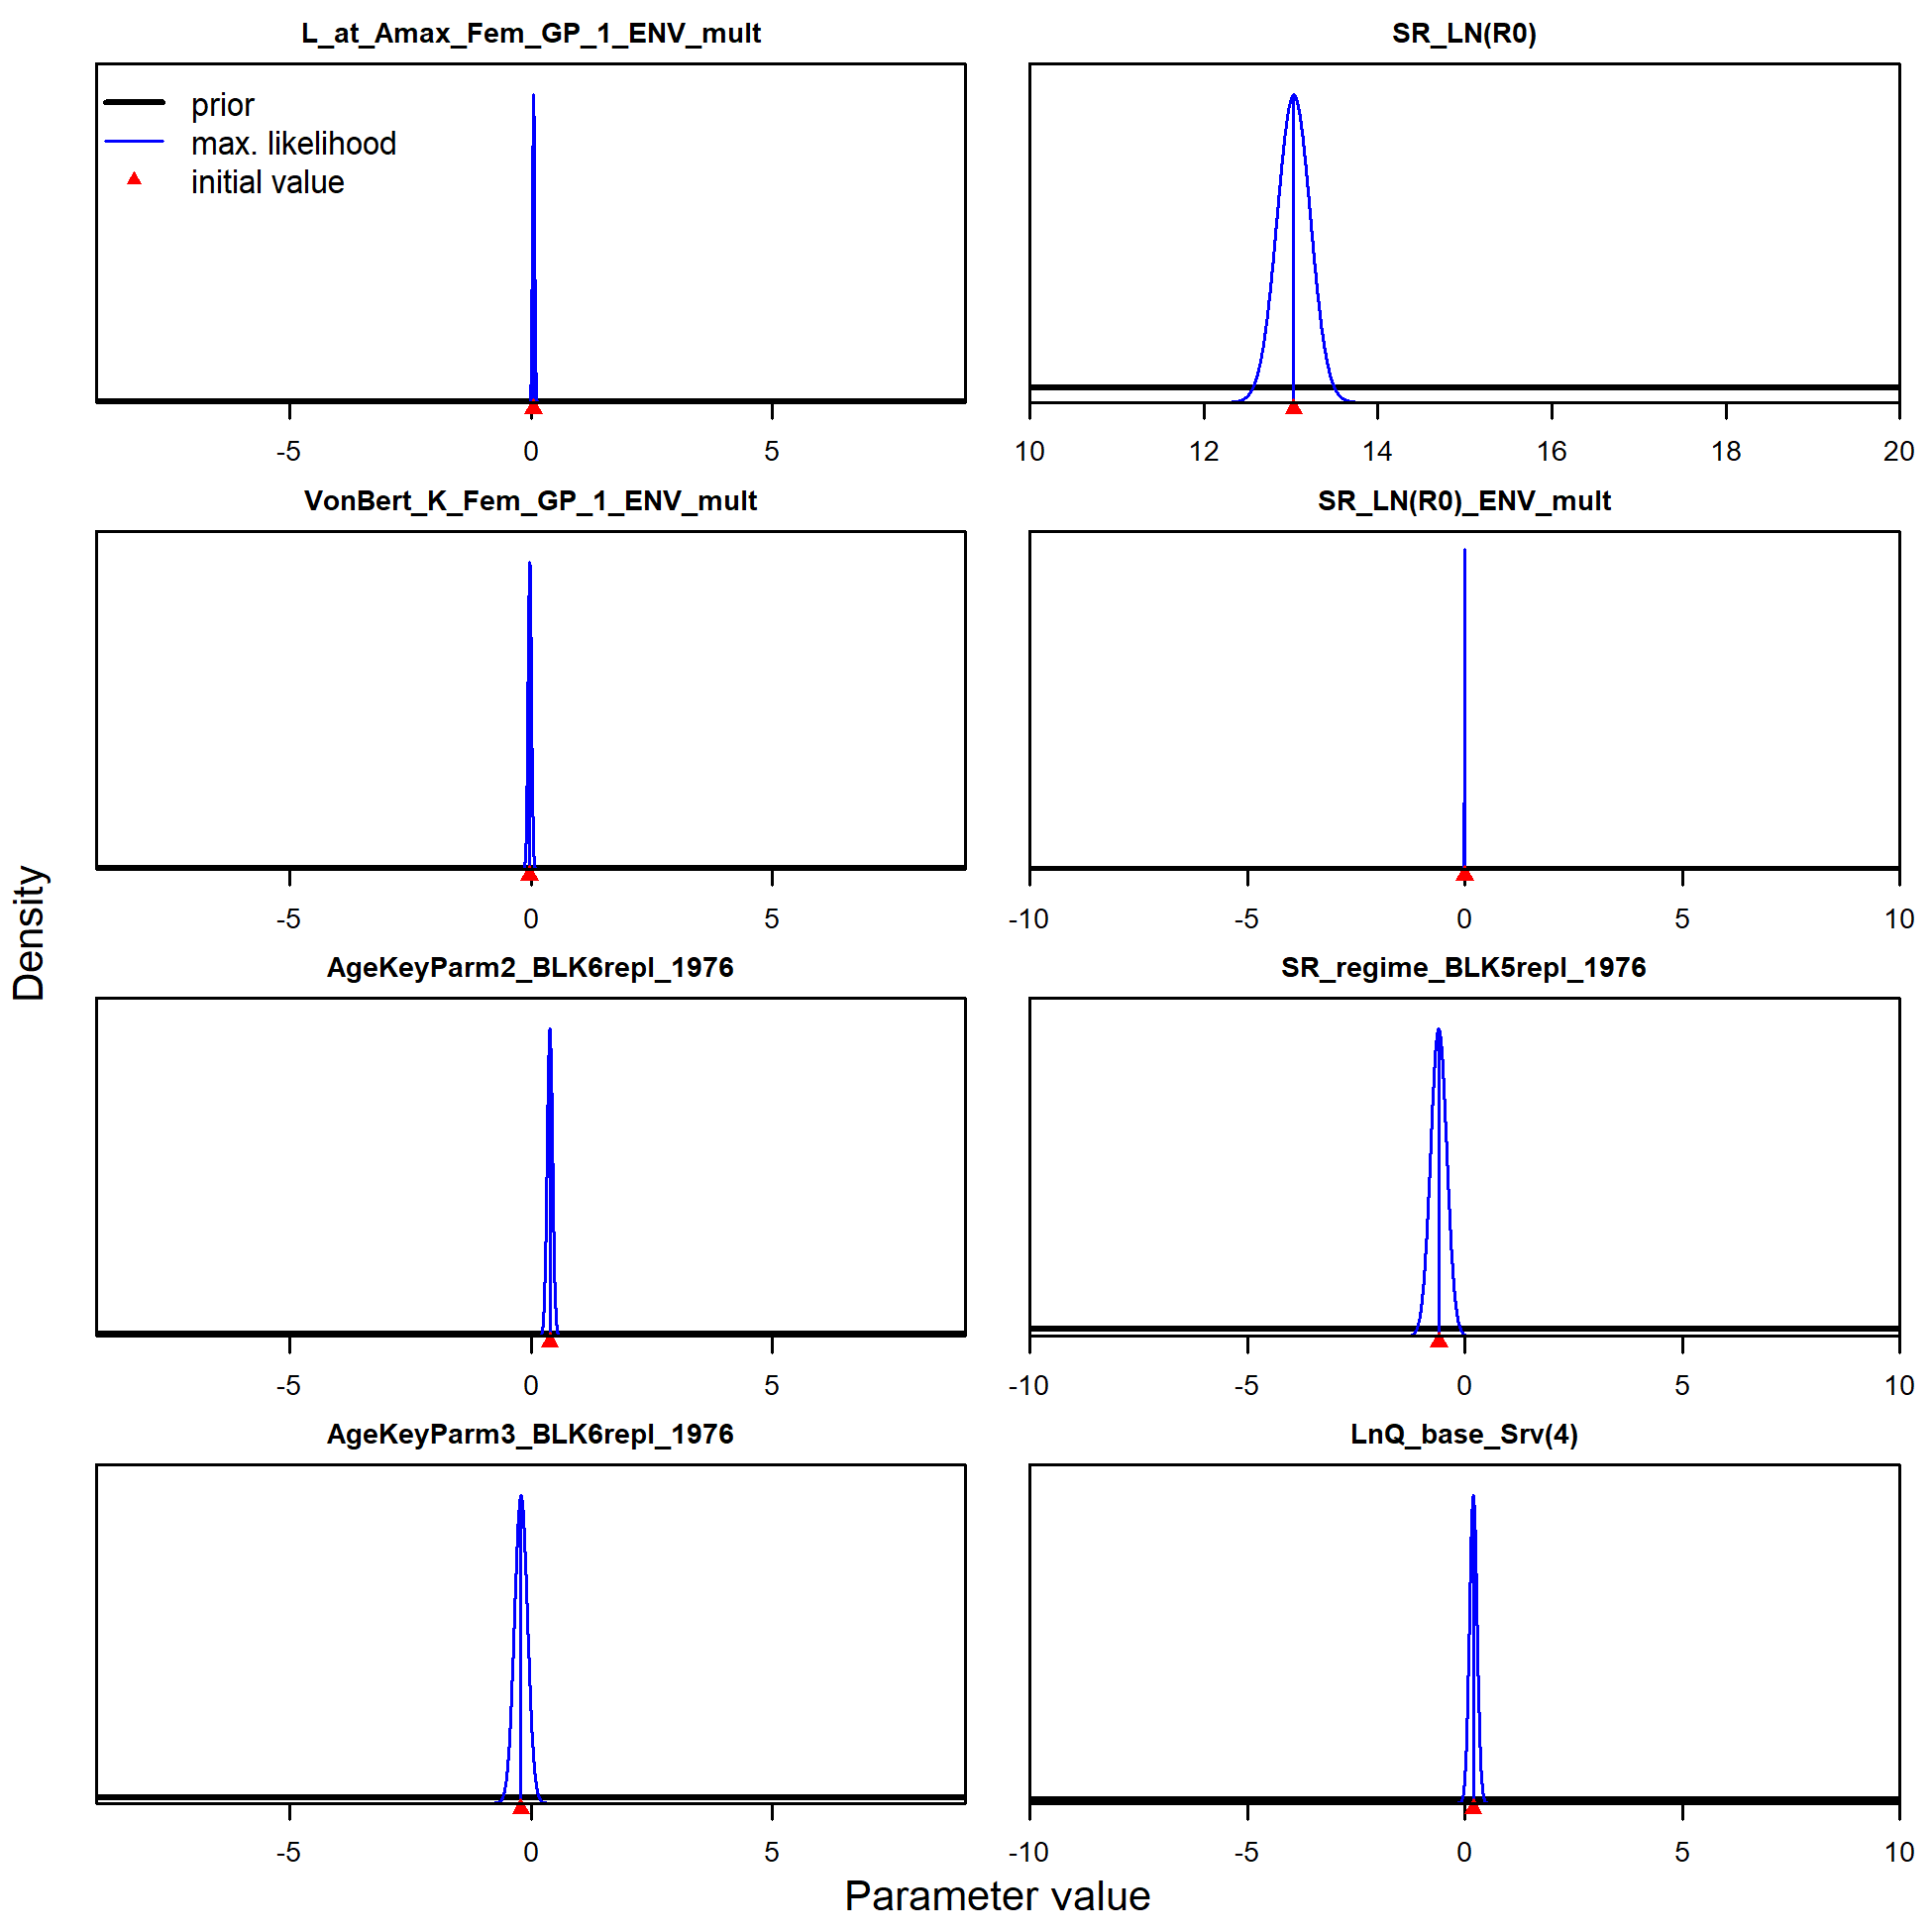 L_at_Amax_Fem_GP_1_ENV_mult
prior
max. likelihood
initial value
-5 0 5
SR_LN(R0)
10 12 14 16 18 20
VonBert_K_Fem_GP_1_ENV_mult
-5 0 5
SR_LN(R0)_ENV_mult
-10 -5 0 5 10
AgeKeyParm2_BLK6repl_1976
-5 0 5
SR_regime_BLK5repl_1976
-10 -5 0 5 10
AgeKeyParm3_BLK6repl_1976
-5 0 5
LnQ_base_Srv(4)
-10 -5 0 5 10
Density
Parameter value